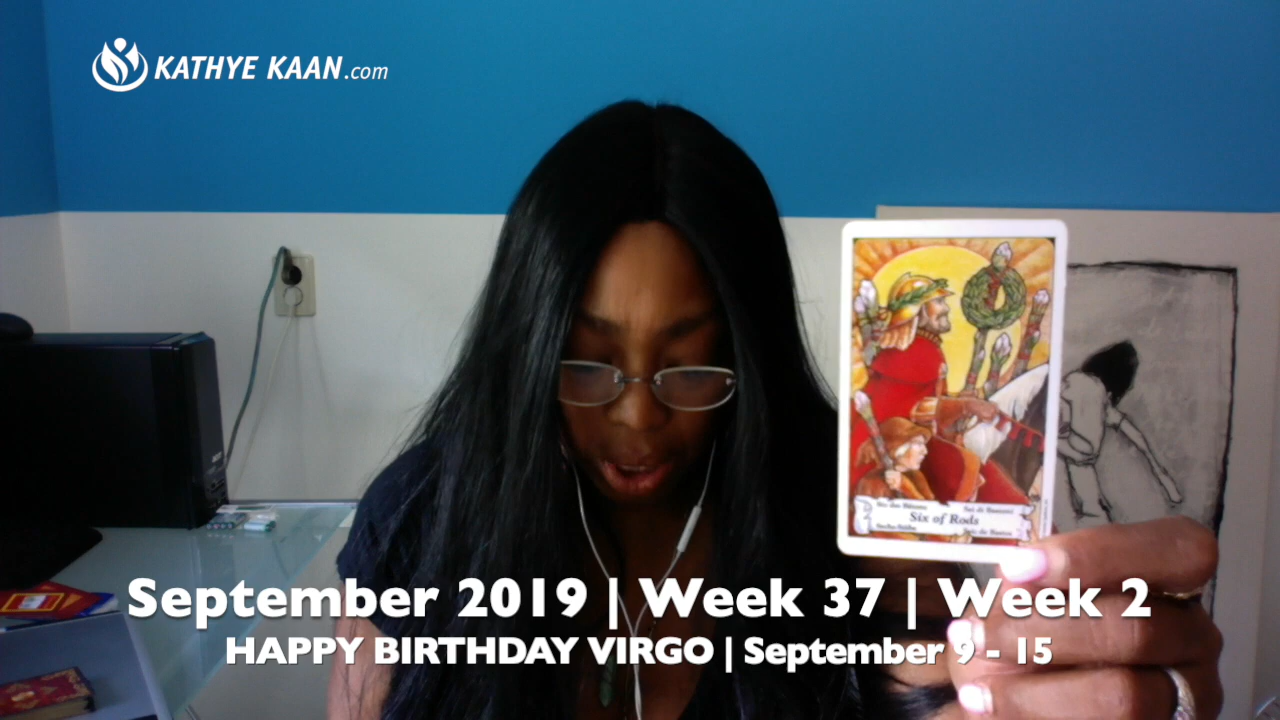 KATHYE KAAN.com
Six of Rods
September 2019 | Week 37 | Week 2
HAPPY BIRTHDAY VIRGO | September 9 - 15